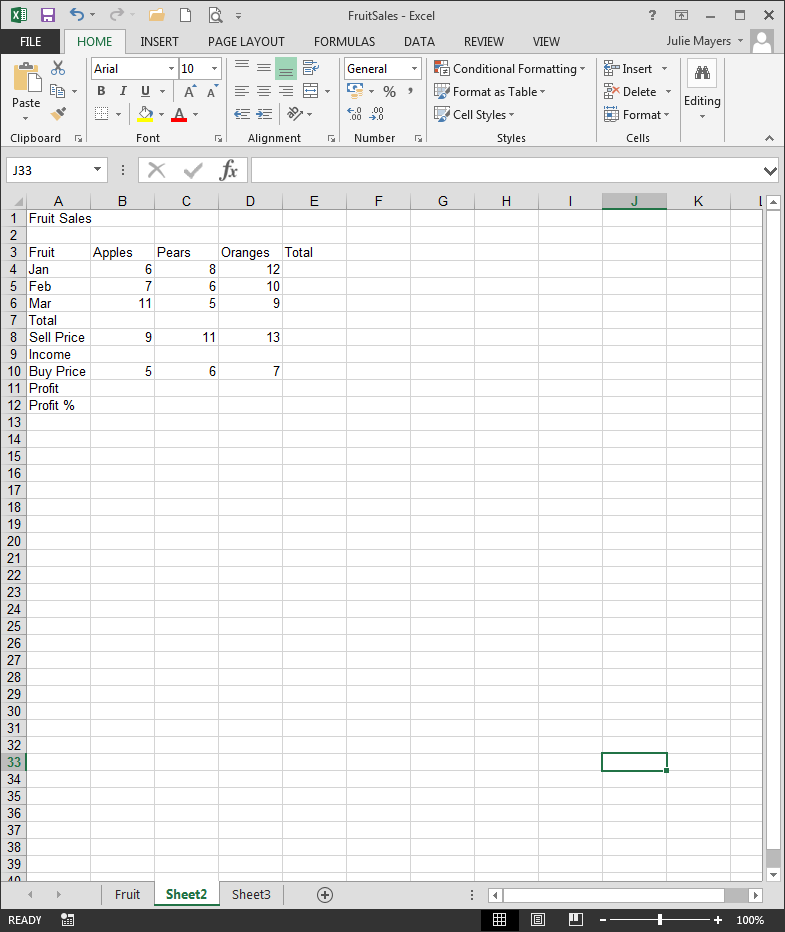 FruitSales - Excel
?
FILE HOME INSERT PAGE LAYOUT FORMULAS DATA REVIEW VIEW Julie Mayers
Arial 10 General Conditional Formatting Insert
Paste B I U A A % , Format as Table Delete Editing
A .00 Cell Styles Format
Clipboard Font Alignment Number Styles Cells
J33 fx
A B C D E F G H I J K L
1 Fruit Sales
2
3 Fruit Apples Pears Oranges Total
4 Jan 6 8 12
5 Feb 7 6 10
6 Mar 11 5 9
7 Total
8 Sell Price 9 11 13
9 Income
10 Buy Price 5 6 7
11 Profit
12 Profit %
13
14
15
16
17
18
19
20
21
22
23
24
25
26
27
28
29
30
31
32
33
34
35
36
37
38
39
40
Fruit Sheet2 Sheet3
READY 100%